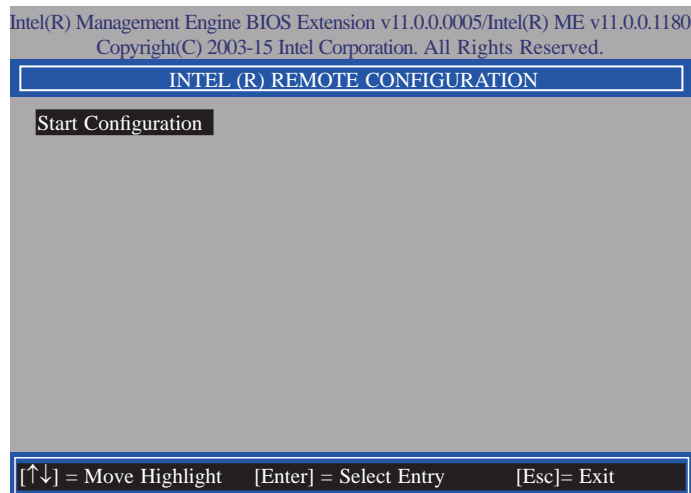 Intel(R) Management Engine BIOS Extension v11.0.0.0005/Intel(R) ME v11.0.0.1180
Copyright(C) 2003-15 Intel Corporation. All Rights Reserved.
INTEL (R) REMOTE CONFIGURATION
Start Configuration
[↑↓] = Move Highlight [Enter] = Select Entry [Esc]= Exit